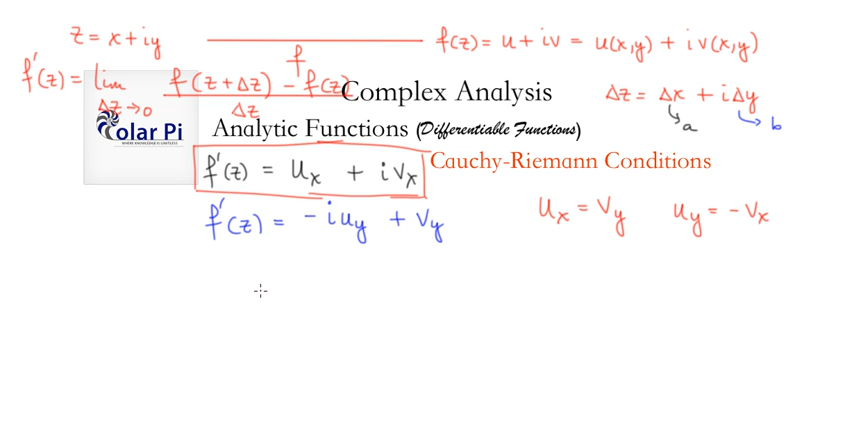 z = x + iy
f(z) = u + iv = u(x,y) + i v(x,y)
f
f'(z) = lim Δz→0 f(z+Δz) - f(z) / Δz
Complex Analysis
Δz = Δx + iΔy
a
b
olar Pi
WHERE KNOWLEDGE IS LIMITLESS
Analytic Functions (Differentiable Functions)
f'(z) = ux + ivx
Cauchy-Riemann Conditions
f'(z) = -iuy + vy
ux = vy uy = -vx